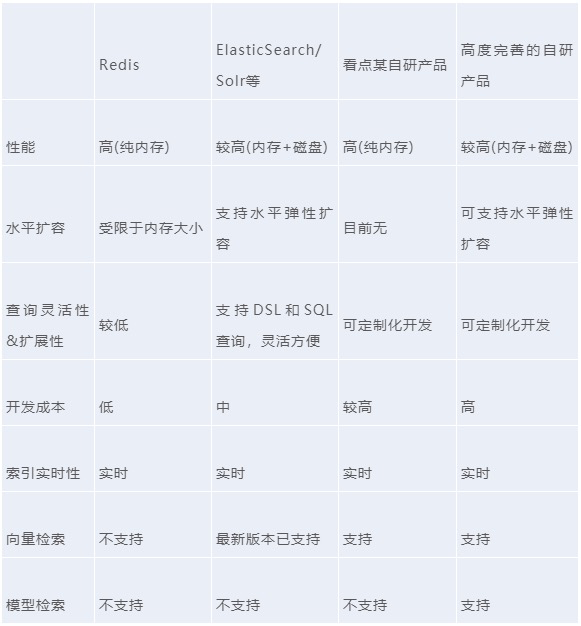 Redis
ElasticSearch/
Solr等
看点某自研产品
高度完善的自研
产品
性能
高(纯内存)
较高(内存+磁盘)
高(纯内存)
较高(内存+磁盘)
水平扩容
受限于内存大小
支持水平弹性扩
容
目前无
可支持水平弹性
扩容
查询灵活性
&扩展性
较低
支持DSL和SQL
查询，灵活方便
可定制化开发
可定制化开发
开发成本
低
中
较高
高
索引实时性
实时
实时
实时
实时
向量检索
不支持
最新版本已支持
支持
支持
模型检索
不支持
不支持
不支持
支持